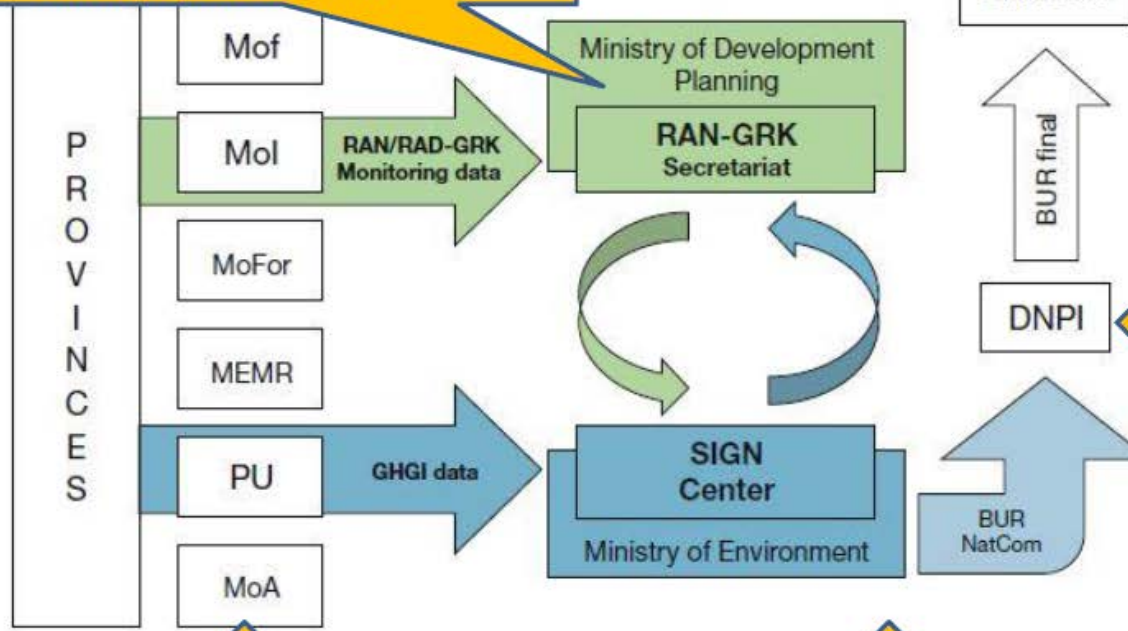 PROVINCES
Mof
MoI
MoFor
MEMR
PU
MoA
RAN/RAD-GRK
Monitoring data
GHGI data
Ministry of Development
Planning
RAN-GRK
Secretariat
SIGN
Center
Ministry of Environment
BUR
NatCom
DNPI
BUR final